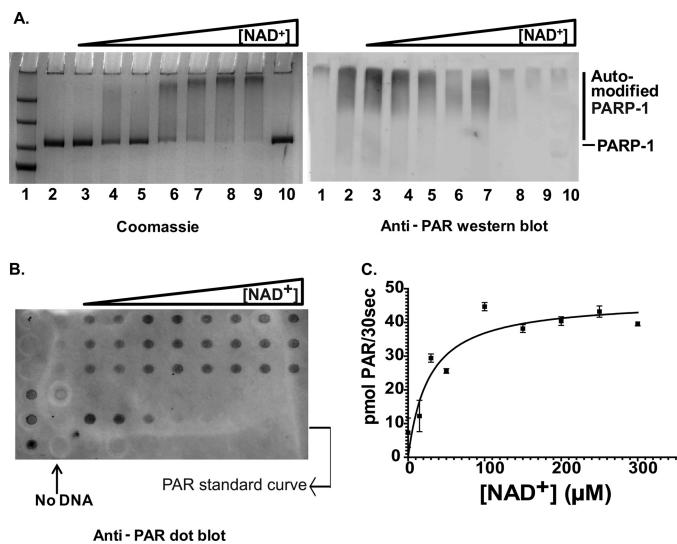 A.
[NAD+]
[NAD+]
Auto-
modified
PARP-1
PARP-1
1 2 3 4 5 6 7 8 9 10
1 2 3 4 5 6 7 8 9 10
Coomassie
Anti - PAR western blot
B.
[NAD+]
No DNA
PAR standard curve
Anti - PAR dot blot
C.
pmol PAR/30sec
50
40
30
20
10
0
0 100 200 300
[NAD+] (µM)